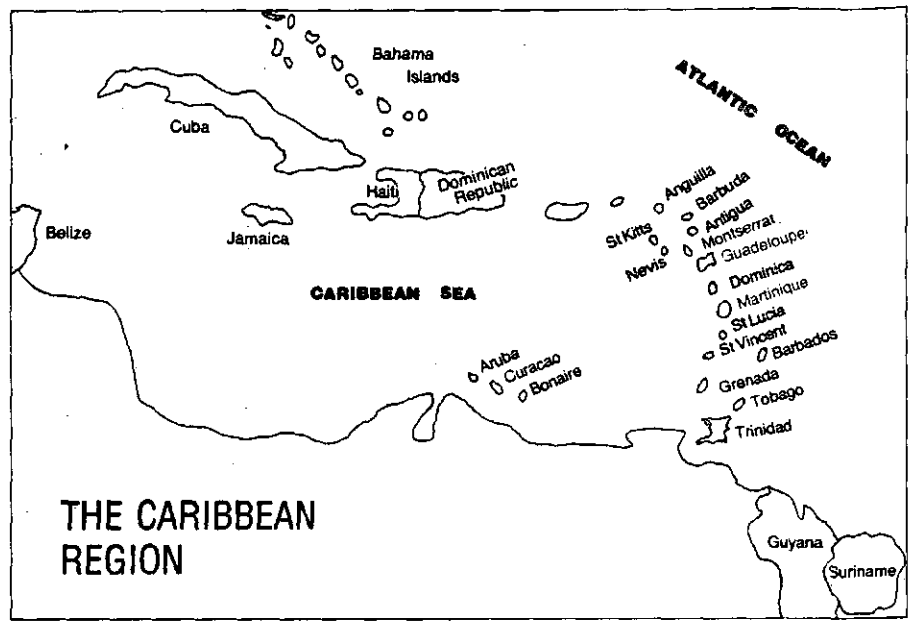 Bahama
Islands
ATLANTIC OCEAN
Cuba
Haiti
Dominican
Republic
Anguilla
Barbuda
Antigua
Montserrat
Guadeloupe
St Kitts
Nevis
Belize
Jamaica
CARIBBEAN SEA
Dominica
Martinique
St Lucia
St Vincent
Barbados
Aruba
Curacao
Bonaire
Grenada
Tobago
Trinidad
THE CARIBBEAN
REGION
Guyana
Suriname